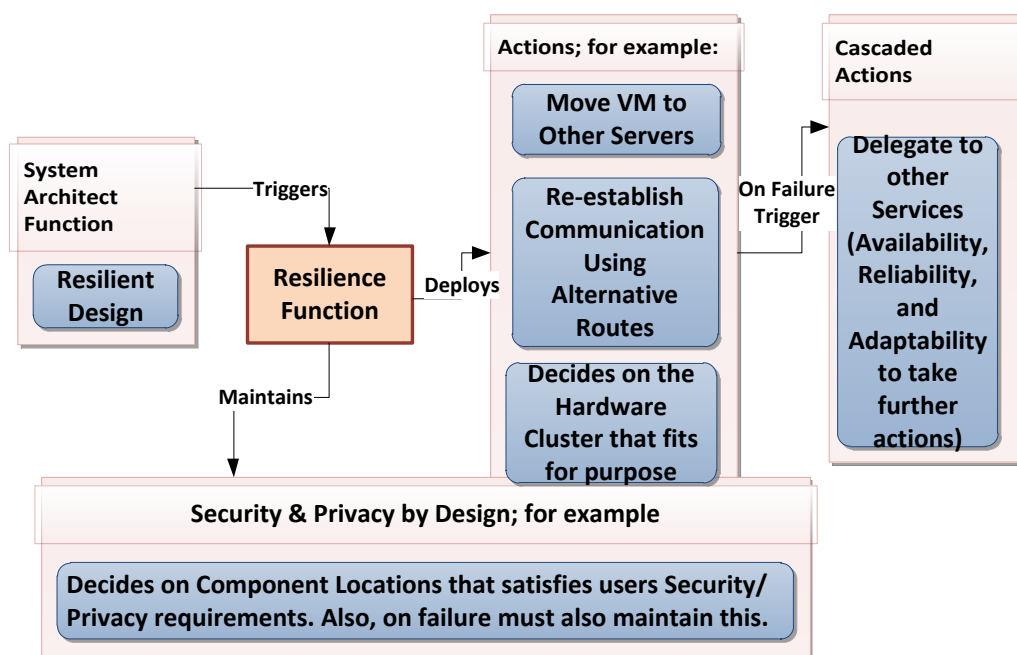 System
Architect
Function
Resilient
Design
Triggers
Resilience
Function
Deploys
Maintains
Actions; for example:
Move VM to
Other Servers
Re-establish
Communication
Using
Alternative
Routes
Decides on the
Hardware
Cluster that fits
for purpose
On Failure
Trigger
Cascaded
Actions
Delegate to
other
Services
(Availability,
Reliability,
and
Adaptability
to take
further
actions)
Security & Privacy by Design; for example
Decides on Component Locations that satisfies users Security/
Privacy requirements. Also, on failure must also maintain this.